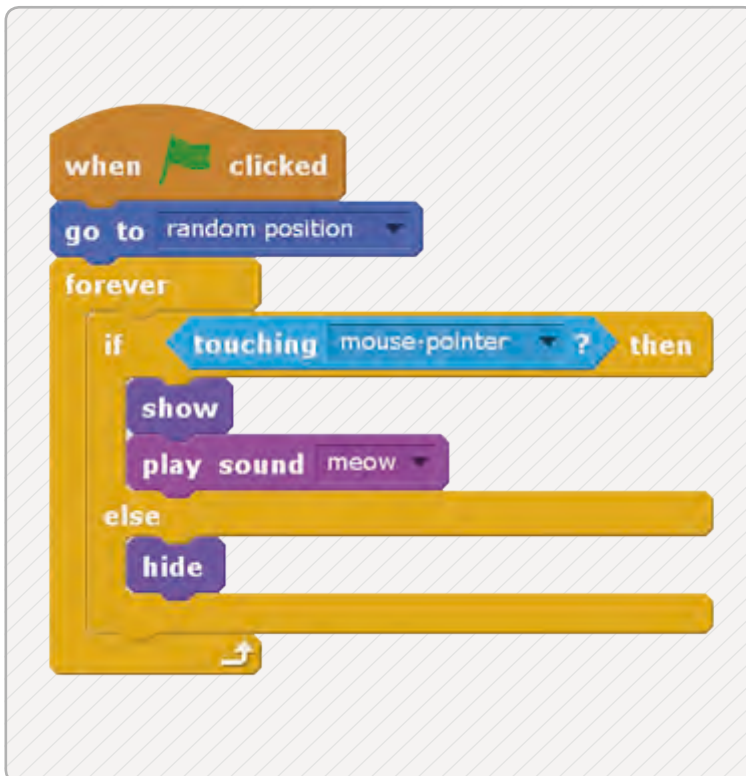 when clicked
go to random position
forever
if touching mouse-pointer ? then
show
play sound meow
else
hide